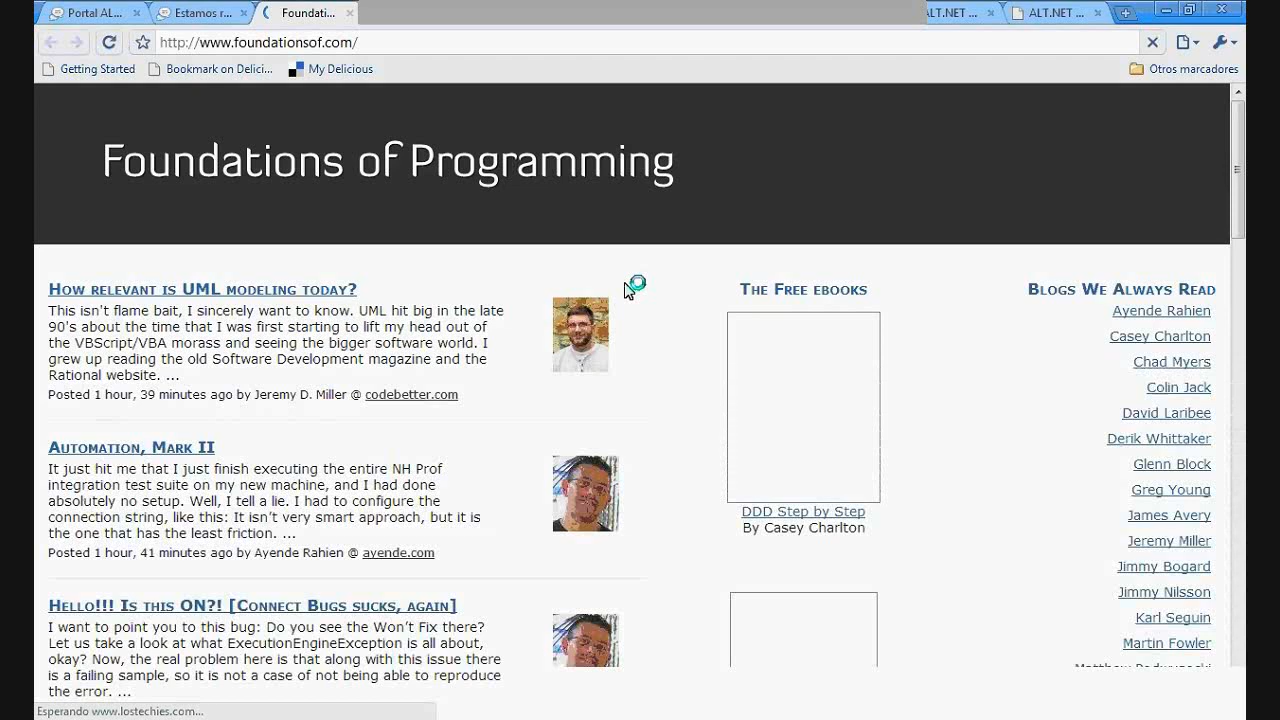 Portal AL...
Estamos r...
Foundati...
ALT.NET ...
ALT.NET ...
http://www.foundationsof.com/
Getting Started
Bookmark on Delici...
My Delicious
Otros marcadores
Foundations of Programming
How relevant is UML modeling today?
This isn't flame bait, I sincerely want to know. UML hit big in the late
90's about the time that I was first starting to lift my head out of
the VBScript/VBA morass and seeing the bigger software world. I
grew up reading the old Software Development magazine and the
Rational website. ...
Posted 1 hour, 39 minutes ago by Jeremy D. Miller @ codebetter.com
Automation, Mark II
It just hit me that I just finish executing the entire NH Prof
integration test suite on my new machine, and I had done
absolutely no setup. Well, I tell a lie. I had to configure the
connection string, like this: It isn't very smart approach, but it is
the one that has the least friction. ...
Posted 1 hour, 41 minutes ago by Ayende Rahien @ ayende.com
Hello!!! Is this ON?! [Connect Bugs sucks, again]
I want to point you to this bug: Do you see the Won't Fix there?
Let us take a look at what ExecutionEngineException is all about,
okay? Now, the real problem here is that along with this issue there
is a failing sample, so it is not a case of not being able to reproduce
the error. ...
The Free ebooks
DDD Step by Step
By Casey Charlton
Blogs We Always Read
Ayende Rahien
Casey Charlton
Chad Myers
Colin Jack
David Laribee
Derik Whittaker
Glenn Block
Greg Young
James Avery
Jeremy Miller
Jimmy Bogard
Jimmy Nilsson
Karl Seguin
Martin Fowler
Esperando www.lostechies.com...